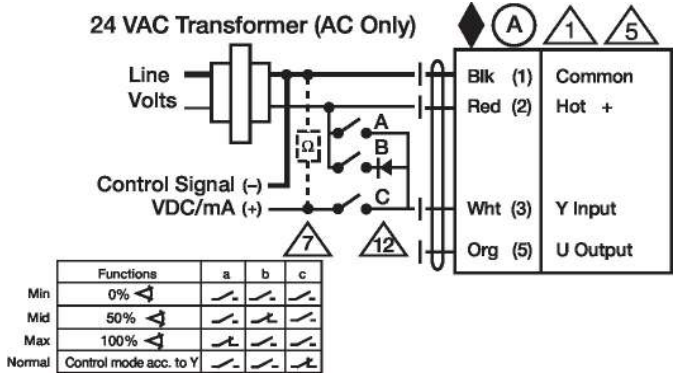 24 VAC Transformer (AC Only)
A
1
5
Line
Volts
Blk (1) Common
Red (2) Hot +
A
B
C
Ω
Control Signal (–)
VDC/mA (+)
Wht (3) Y Input
7
12
Org (5) U Output
Functions a b c
Min 0%
Mid 50%
Max 100%
Normal Control mode acc. to Y